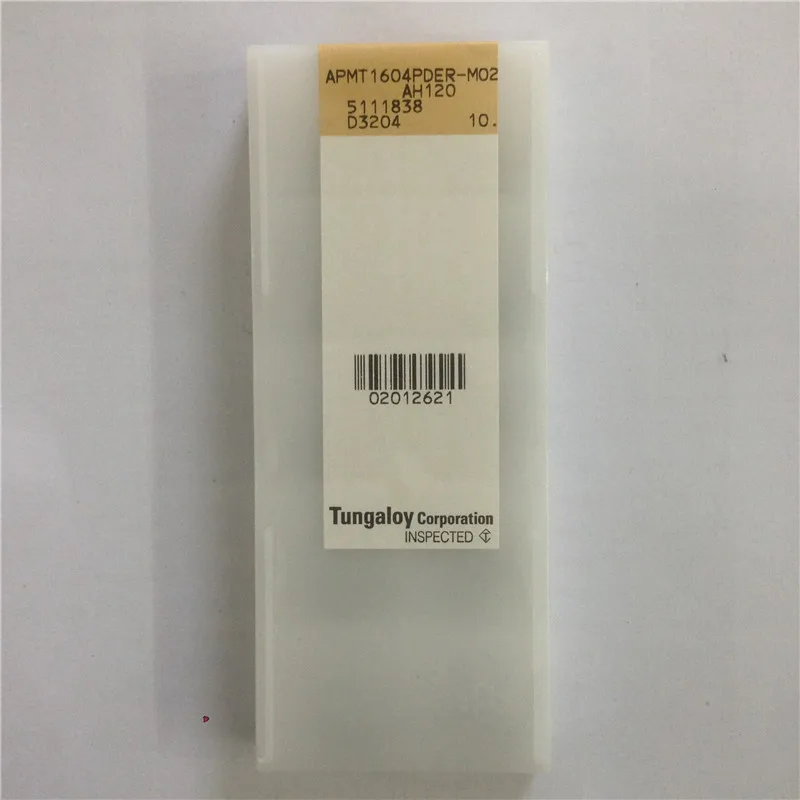 APMT1604PDER-M02
AH120
5111838
D3204 10.
02012621
Tungaloy Corporation
INSPECTED